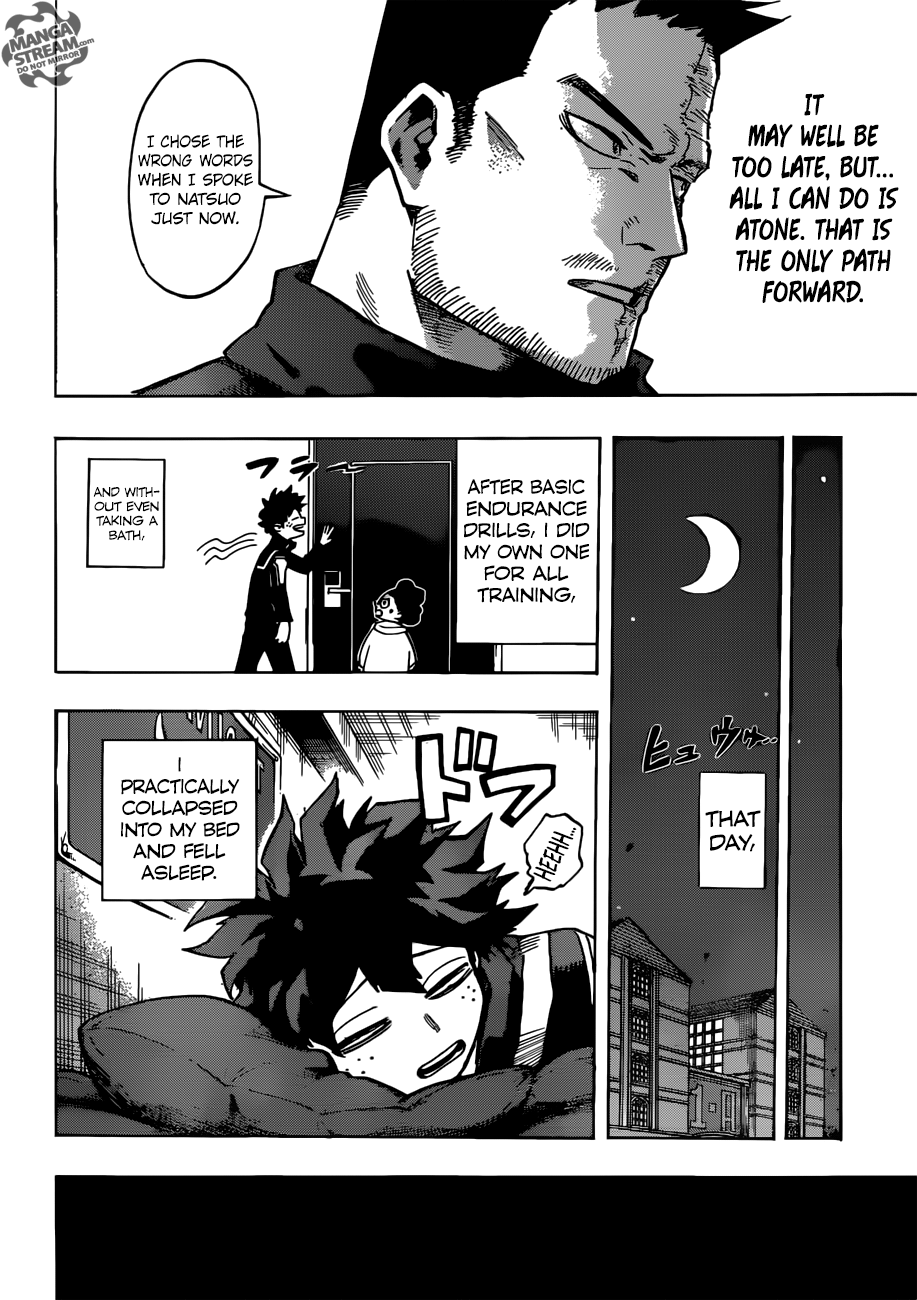 MANGA
STREAM.com
DO NOT MIRROR
IT
MAY WELL BE
TOO LATE, BUT...
ALL I CAN DO IS
ATONE. THAT IS
THE ONLY PATH
FORWARD.
I CHOSE THE
WRONG WORDS
WHEN I SPOKE
TO NATSUO
JUST NOW.
ヒュウゥ..
THAT
DAY,
AFTER BASIC
ENDURANCE
DRILLS, I DID
MY OWN ONE
FOR ALL
TRAINING,
フラ〜
AND WITH-
OUT EVEN
TAKING A
BATH,
I
PRACTICALLY
COLLAPSED
INTO MY BED
AND FELL
ASLEEP.
ドフッ
HEEHH...